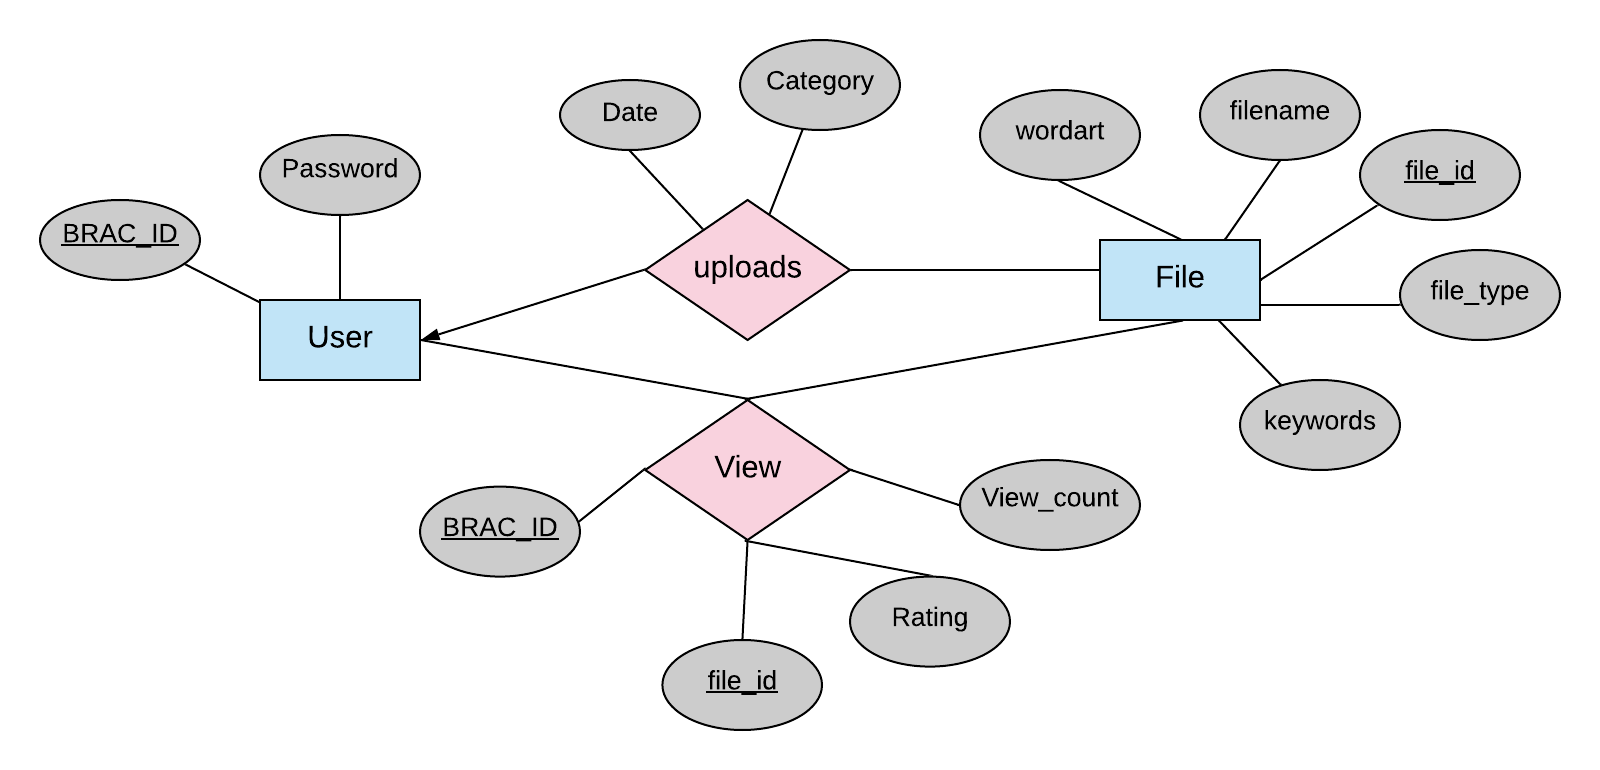 Category
Date
filename
wordart
Password
file_id
BRAC_ID
uploads
File
file_type
User
keywords
View
View_count
BRAC_ID
Rating
file_id